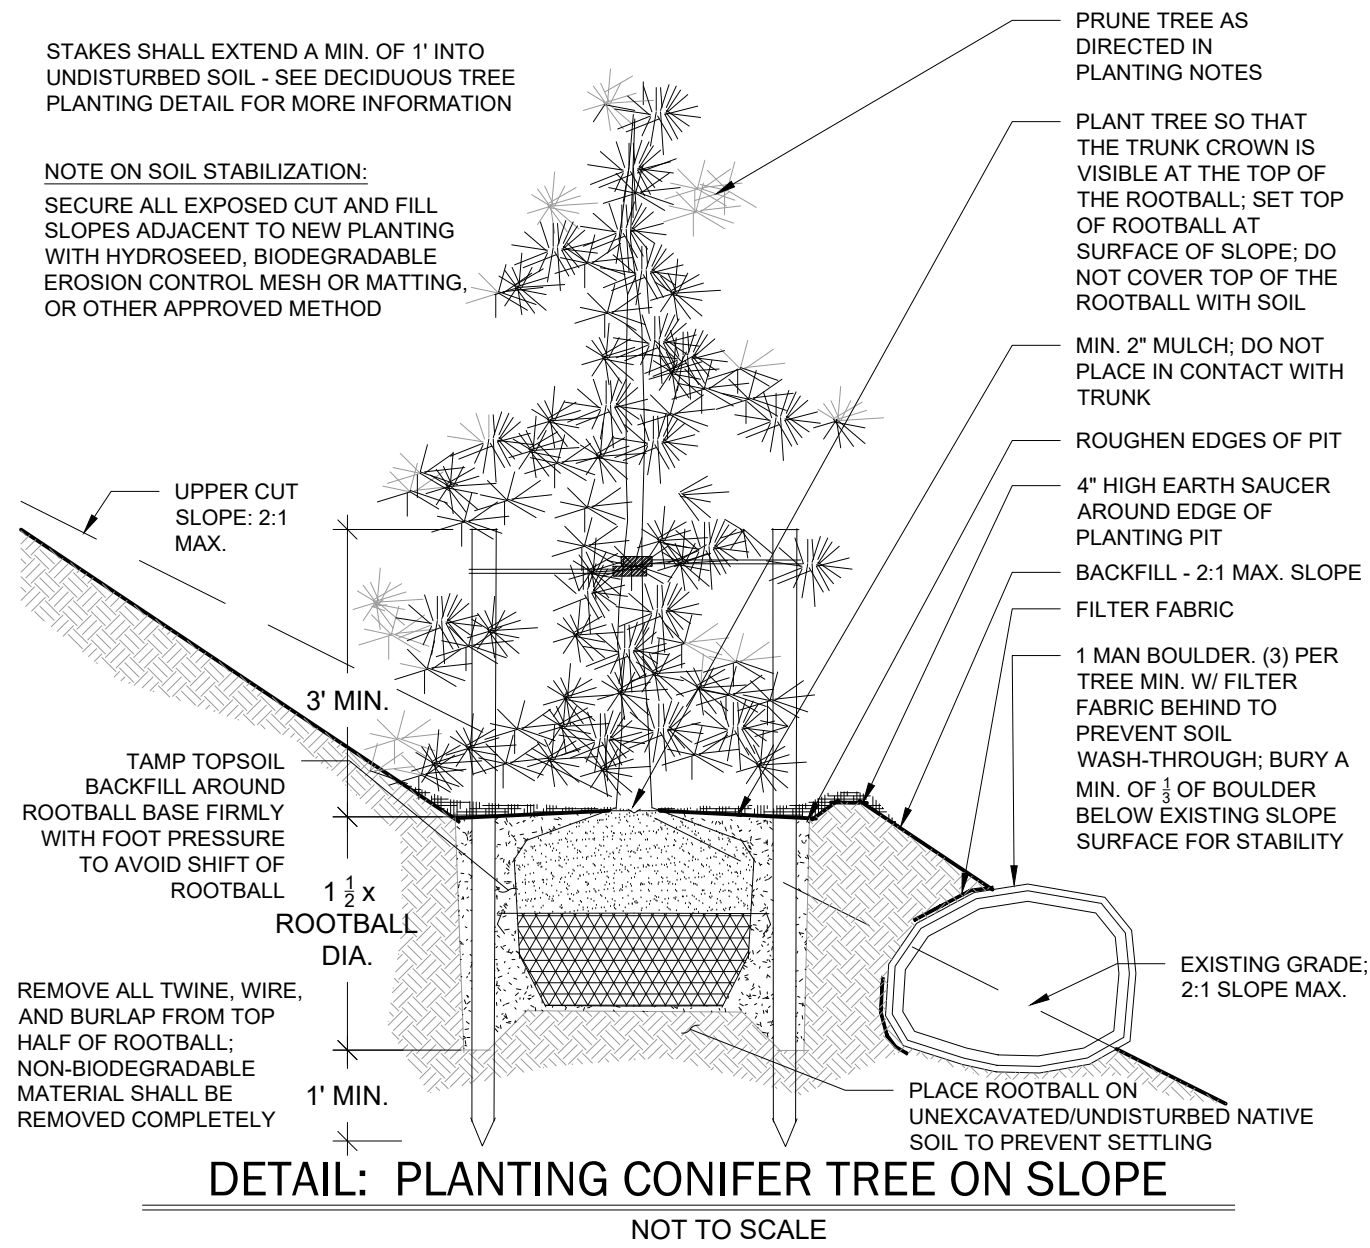 STAKES SHALL EXTEND A MIN. OF 1' INTO
UNDISTURBED SOIL - SEE DECIDUOUS TREE
PLANTING DETAIL FOR MORE INFORMATION
NOTE ON SOIL STABILIZATION:
SECURE ALL EXPOSED CUT AND FILL
SLOPES ADJACENT TO NEW PLANTING
WITH HYDROSEED, BIODEGRADABLE
EROSION CONTROL MESH OR MATTING,
OR OTHER APPROVED METHOD
UPPER CUT
SLOPE: 2:1
MAX.
3' MIN.
TAMP TOPSOIL
BACKFILL AROUND
ROOTBALL BASE FIRMLY
WITH FOOT PRESSURE
TO AVOID SHIFT OF
ROOTBALL
1 1/2 x
ROOTBALL
DIA.
REMOVE ALL TWINE, WIRE,
AND BURLAP FROM TOP
HALF OF ROOTBALL;
NON-BIODEGRADABLE
MATERIAL SHALL BE
REMOVED COMPLETELY
1' MIN.
PRUNE TREE AS
DIRECTED IN
PLANTING NOTES
PLANT TREE SO THAT
THE TRUNK CROWN IS
VISIBLE AT THE TOP OF
THE ROOTBALL; SET TOP
OF ROOTBALL AT
SURFACE OF SLOPE; DO
NOT COVER TOP OF THE
ROOTBALL WITH SOIL
MIN. 2" MULCH; DO NOT
PLACE IN CONTACT WITH
TRUNK
ROUGHEN EDGES OF PIT
4" HIGH EARTH SAUCER
AROUND EDGE OF
PLANTING PIT
BACKFILL - 2:1 MAX. SLOPE
FILTER FABRIC
1 MAN BOULDER. (3) PER
TREE MIN. W/ FILTER
FABRIC BEHIND TO
PREVENT SOIL
WASH-THROUGH; BURY A
MIN. OF 1/3 OF BOULDER
BELOW EXISTING SLOPE
SURFACE FOR STABILITY
EXISTING GRADE;
2:1 SLOPE MAX.
PLACE ROOTBALL ON
UNEXCAVATED/UNDISTURBED NATIVE
SOIL TO PREVENT SETTLING
DETAIL: PLANTING CONIFER TREE ON SLOPE
NOT TO SCALE